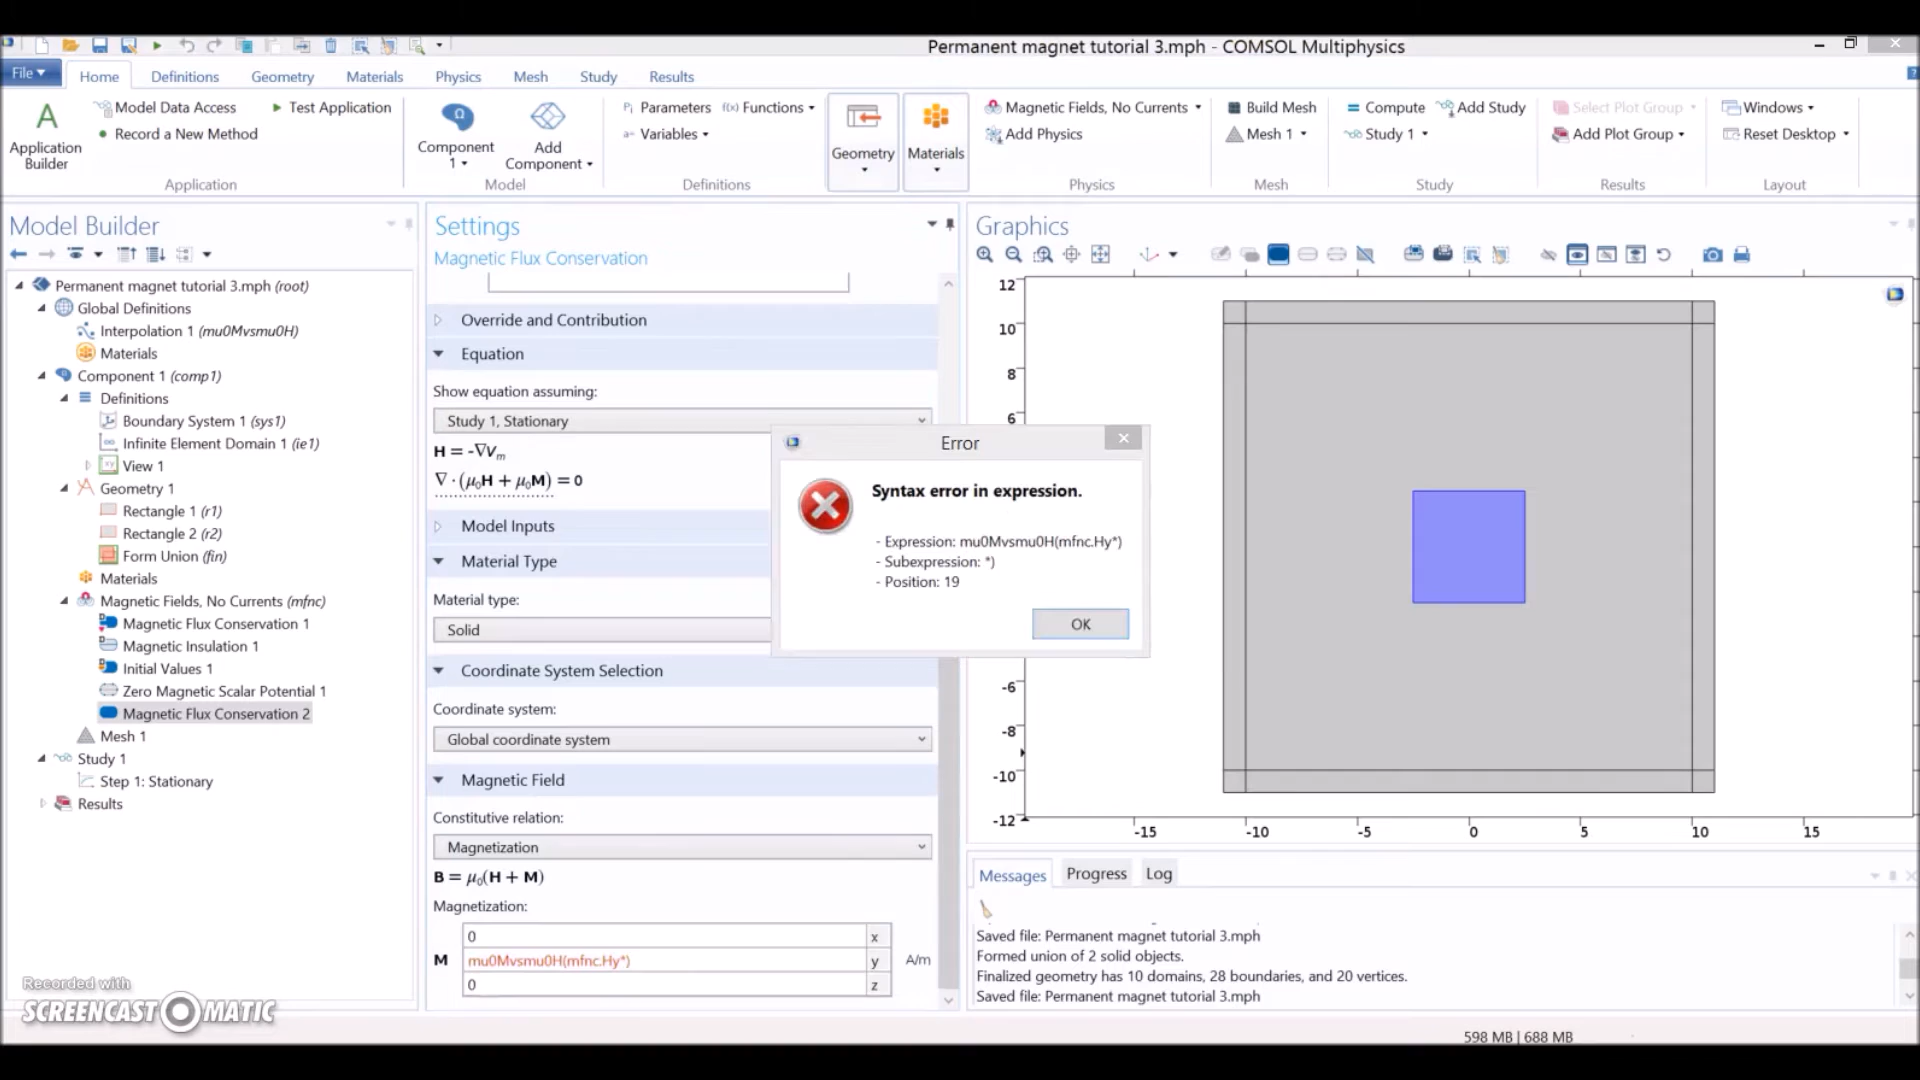 Permanent magnet tutorial 3.mph - COMSOL Multiphysics
File
Home
Definitions
Geometry
Materials
Physics
Mesh
Study
Results
Application Builder
Model Data Access
Test Application
Record a New Method
Application
Component 1
Add Component
Model
Parameters
f(x) Functions
a= Variables
Definitions
Geometry
Materials
Magnetic Fields, No Currents
Add Physics
Physics
Build Mesh
Mesh 1
Mesh
Compute
Add Study
Study 1
Study
Select Plot Group
Add Plot Group
Results
Windows
Reset Desktop
Layout
Model Builder
Permanent magnet tutorial 3.mph (root)
Global Definitions
Interpolation 1 (mu0Mvsmu0H)
Materials
Component 1 (comp1)
Definitions
Boundary System 1 (sys1)
Infinite Element Domain 1 (ie1)
View 1
Geometry 1
Rectangle 1 (r1)
Rectangle 2 (r2)
Form Union (fin)
Materials
Magnetic Fields, No Currents (mfnc)
Magnetic Flux Conservation 1
Magnetic Insulation 1
Initial Values 1
Zero Magnetic Scalar Potential 1
Magnetic Flux Conservation 2
Mesh 1
Study 1
Step 1: Stationary
Results
Recorded with
SCREENCAST-O-MATIC
Settings
Magnetic Flux Conservation
Override and Contribution
Equation
Show equation assuming:
Study 1, Stationary
H = -∇Vm
∇ · (μ0H + μ0M) = 0
Model Inputs
Material Type
Material type:
Solid
Coordinate System Selection
Coordinate system:
Global coordinate system
Magnetic Field
Constitutive relation:
Magnetization
B = μ0(H + M)
Magnetization:
0 x
M mu0Mvsmu0H(mfnc.Hy*) y A/m
0 z
Error
Syntax error in expression.
- Expression: mu0Mvsmu0H(mfnc.Hy*)
- Subexpression: *)
- Position: 19
OK
Graphics
12
10
8
6
-6
-8
-10
-12
-15 -10 -5 0 5 10 15
Messages Progress Log
Saved file: Permanent magnet tutorial 3.mph
Formed union of 2 solid objects.
Finalized geometry has 10 domains, 28 boundaries, and 20 vertices.
Saved file: Permanent magnet tutorial 3.mph
598 MB | 688 MB